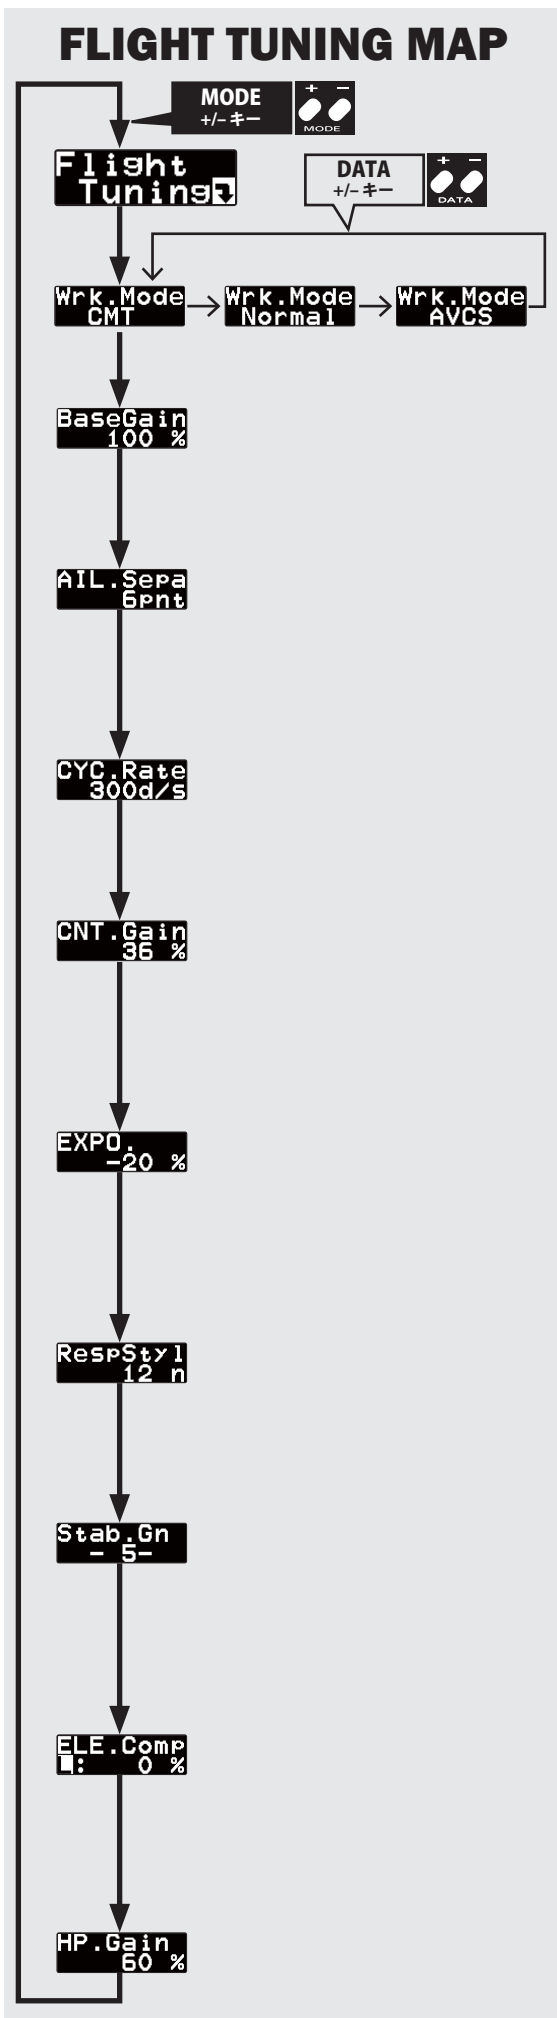 FLIGHT TUNING MAP
MODE
+/– キー
+ –
MODE
Flight
Tuning
DATA
+/– キー
+ –
DATA
Wrk.Mode
CMT
Wrk.Mode
Normal
Wrk.Mode
AVCS
BaseGain
100 %
AIL.Sepa
6pnt
CYC.Rate
300d/s
CNT.Gain
36 %
EXPO.
-20 %
RespStyl
12 n
Stab.Gn
- 5-
ELE.Comp
: 0 %
HP.Gain
60 %